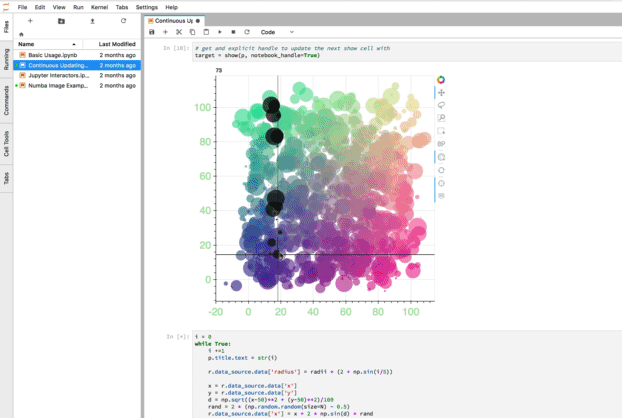 File Edit View Run Kernel Tabs Settings Help
Files
Running
Commands
Cell Tools
Tabs
Name Last Modified
Basic Usage.ipynb 2 months ago
Continuous Updating... 2 months ago
Jupyter Interactors.ip... 2 months ago
Numba Image Examp... 2 months ago
Continuous Updatin
Code
In [10]:
# get and explicit handle to update the next show cell with
target = show(p, notebook_handle=True)
73
100
80
60
40
20
0
-20 0 20 40 60 80 100
In [*]:
i = 0
while True:
i +=1
p.title.text = str(i)
r.data_source.data['radius'] = radii * (2 + np.sin(i/5))
x = r.data_source.data['x']
y = r.data_source.data['y']
d = np.sqrt((x-50)**2 + (y-50)**2)/100
rand = 2 * (np.random.random(size=N) - 0.5)
r.data_source.data['x'] = x + 2 * np.sin(d) * rand